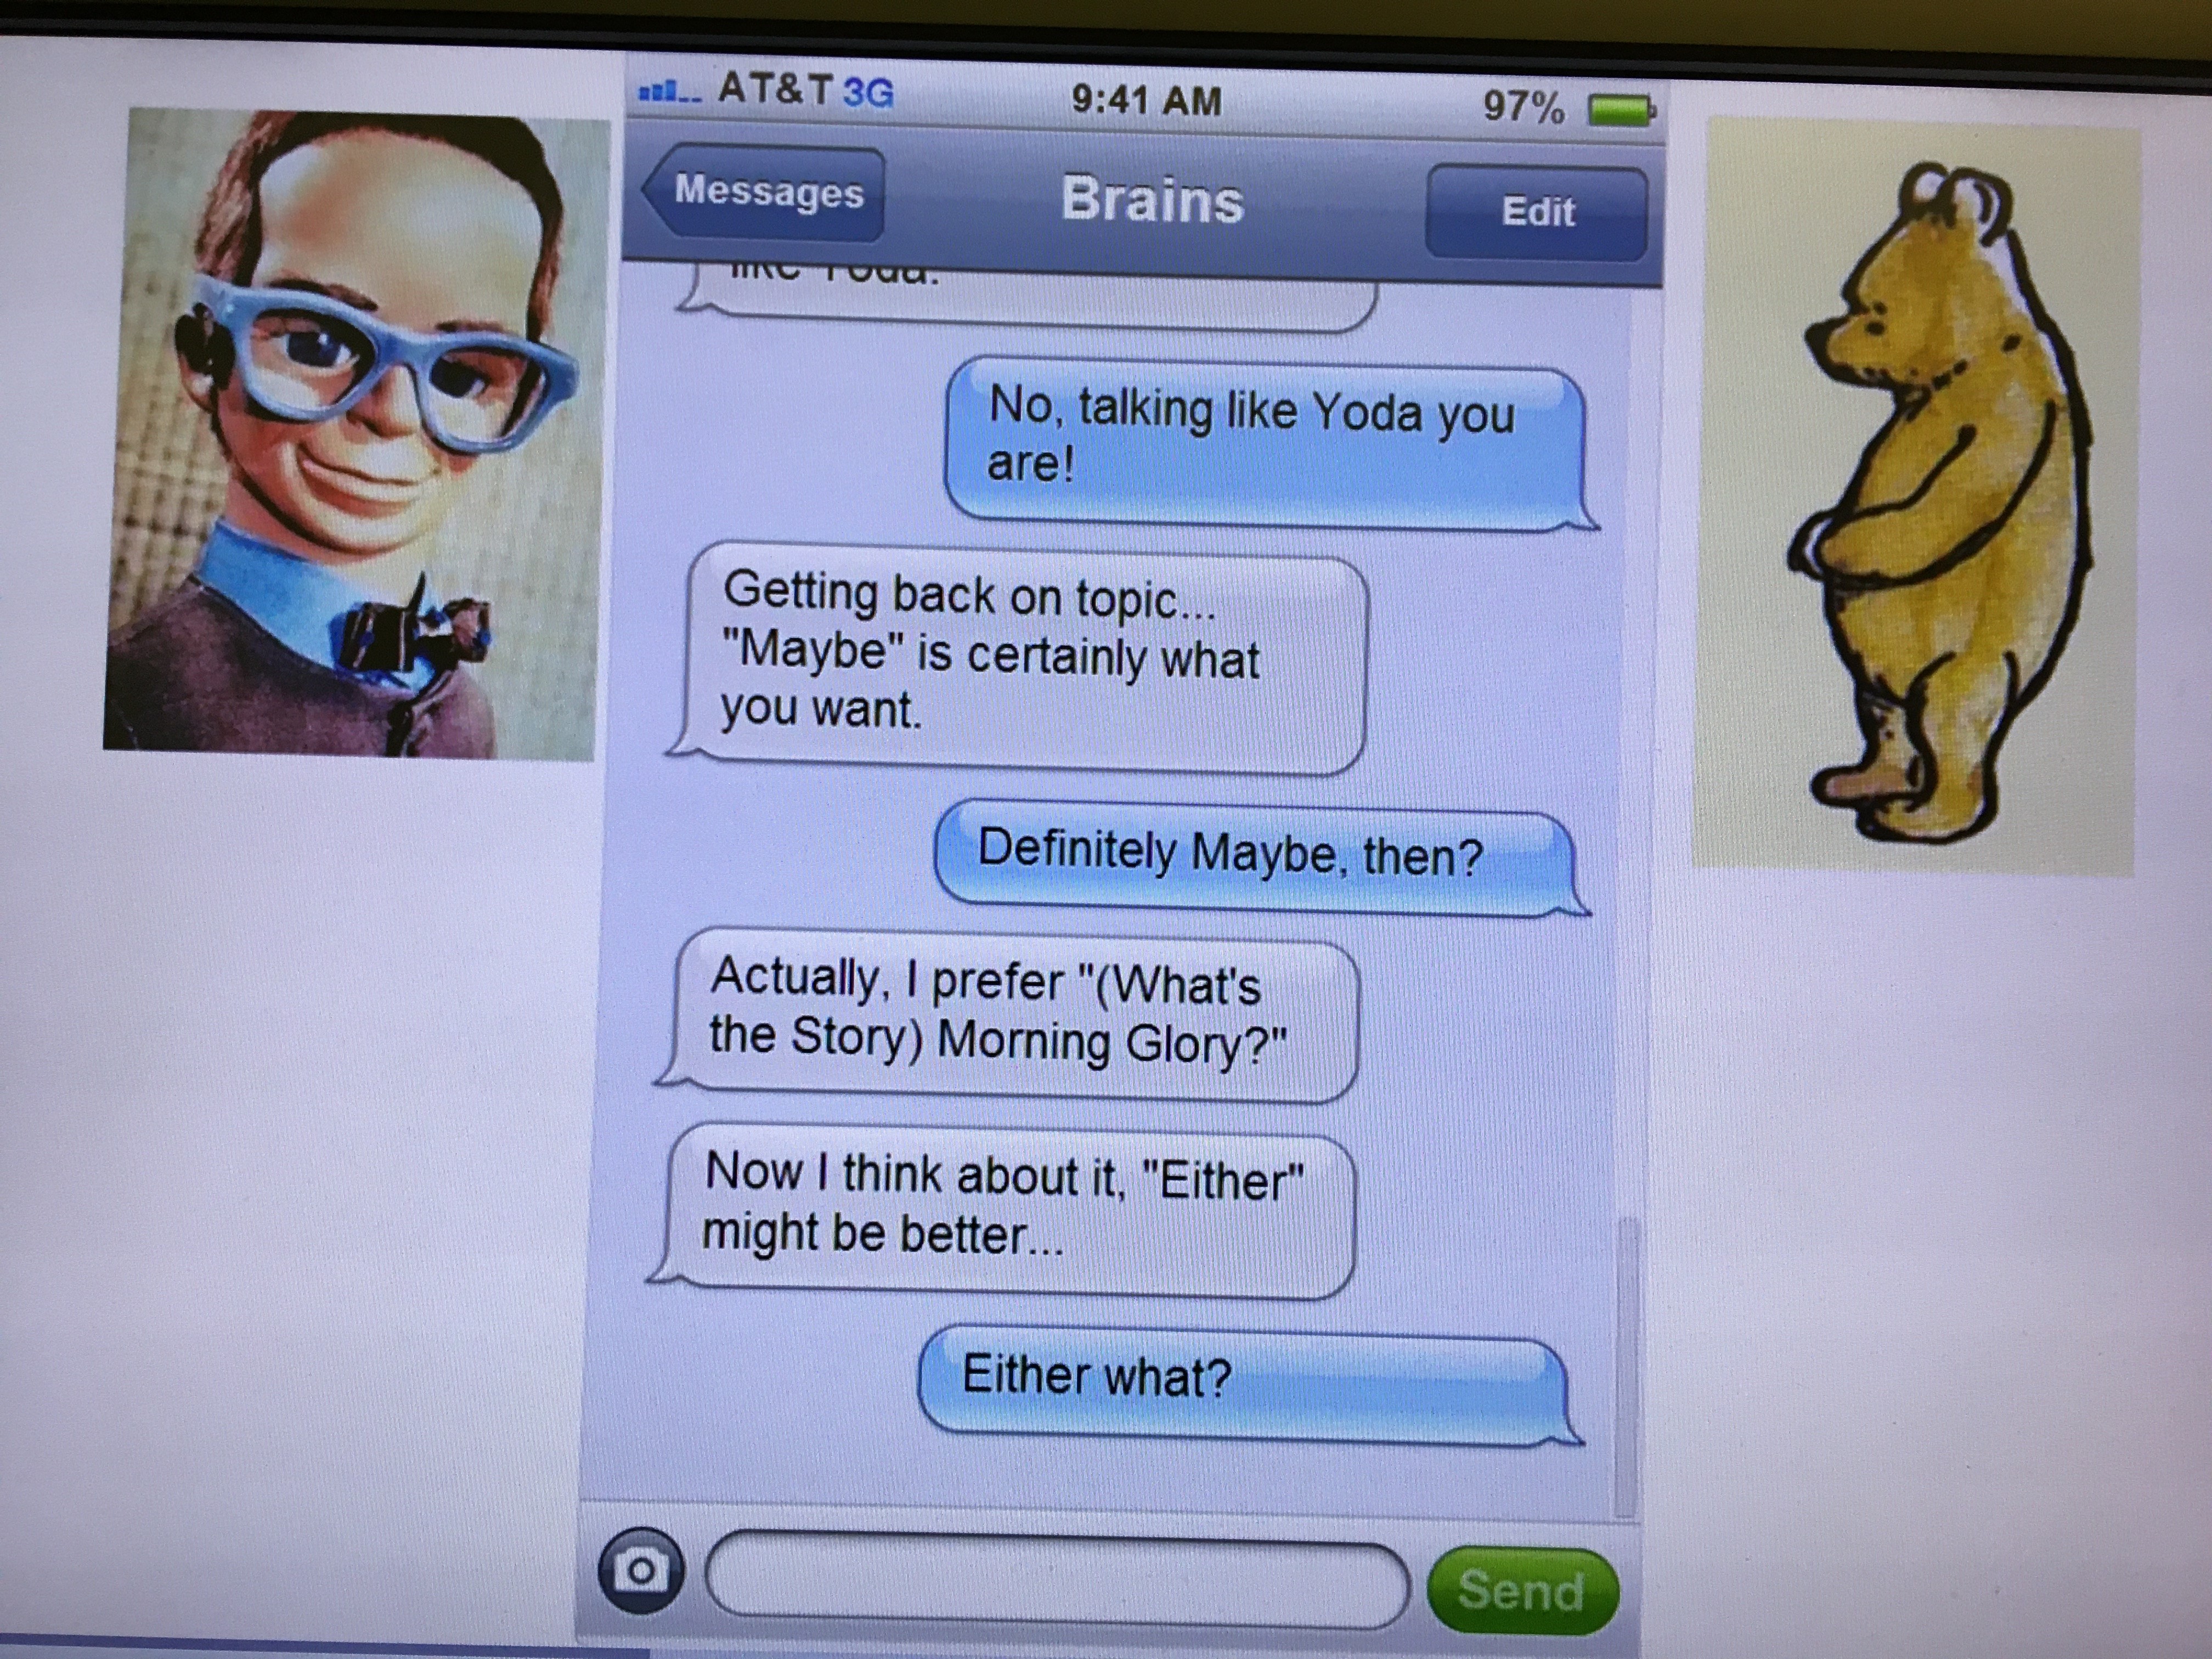 AT&T 3G 9:41 AM 97%
Messages Brains Edit
like Yoda.
No, talking like Yoda you
are!
Getting back on topic...
"Maybe" is certainly what
you want.
Definitely Maybe, then?
Actually, I prefer "(What's
the Story) Morning Glory?"
Now I think about it, "Either"
might be better...
Either what?
Send